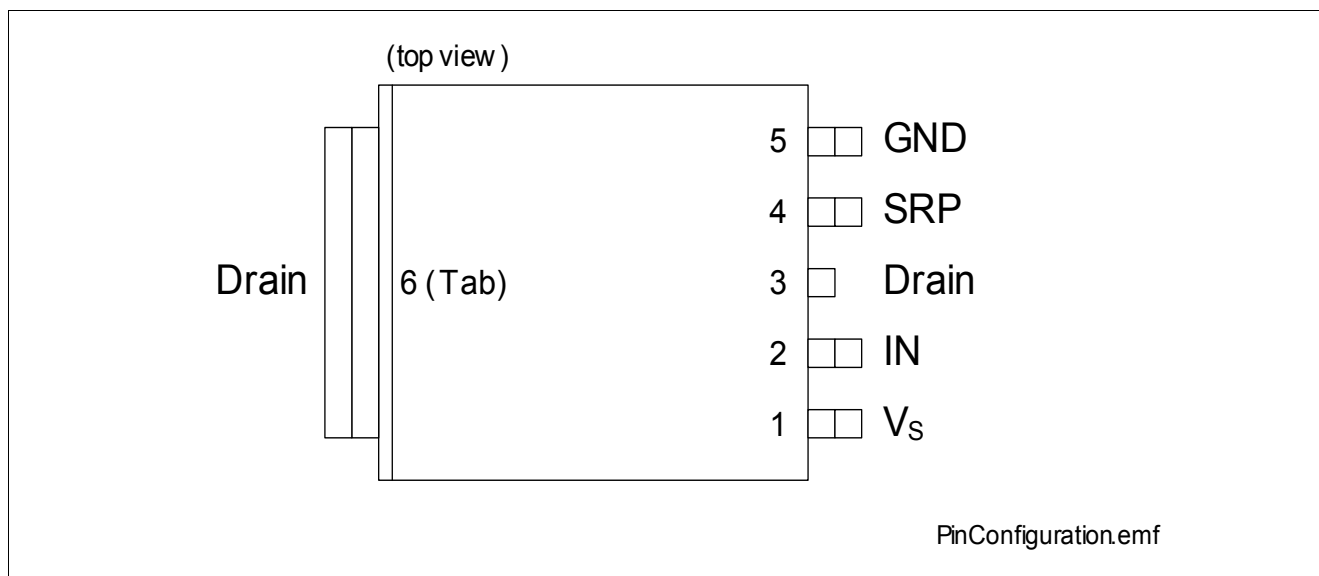 (top view)
5 GND
4 SRP
Drain 6 (Tab) 3 Drain
2 IN
1 VS
PinConfiguration.emf